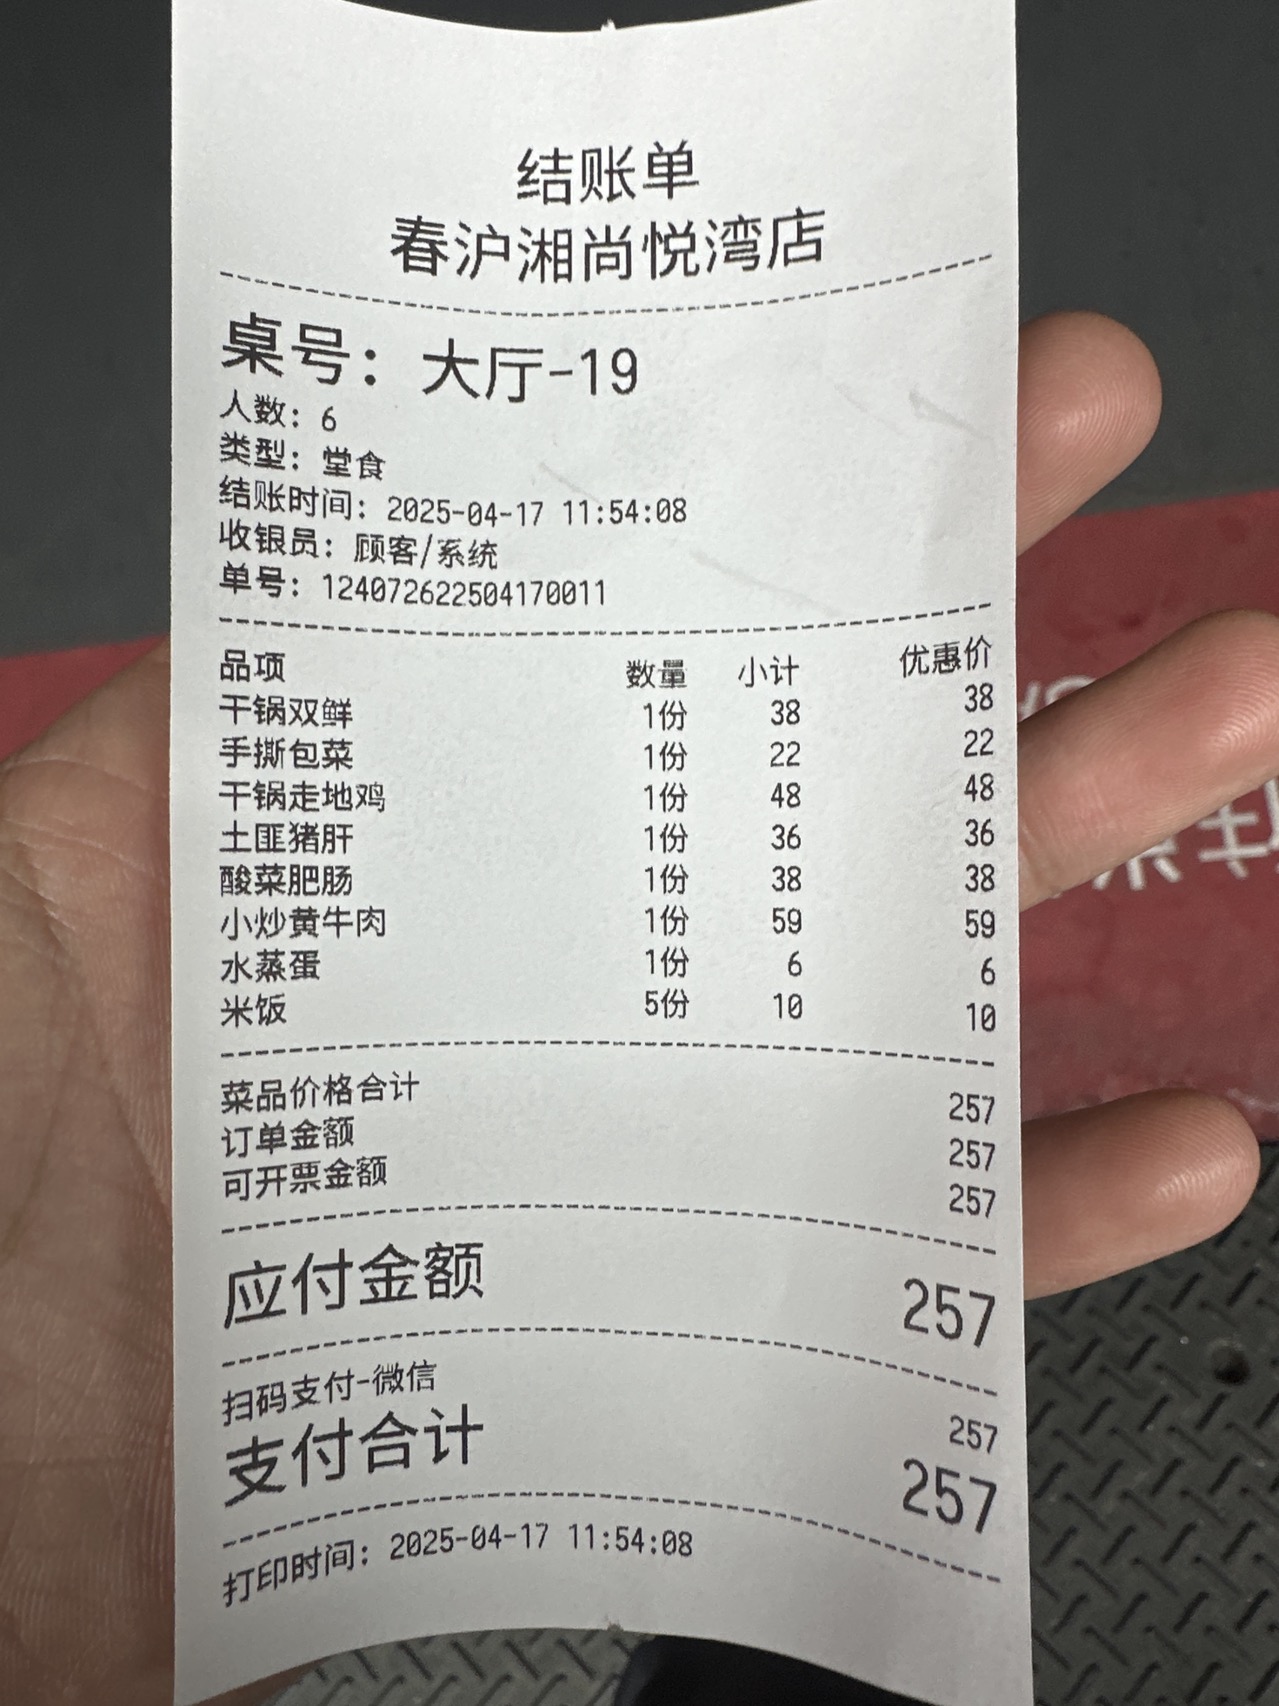 结账单
春沪湘尚悦湾店
桌号：大厅-19
人数：6
类型：堂食
结账时间：2025-04-17 11:54:08
收银员：顾客/系统
单号：124072622504170011
品项 数量 小计 优惠价
干锅双鲜 1份 38 38
手撕包菜 1份 22 22
干锅走地鸡 1份 48 48
土匪猪肝 1份 36 36
酸菜肥肠 1份 38 38
小炒黄牛肉 1份 59 59
水蒸蛋 1份 6 6
米饭 5份 10 10
菜品价格合计 257
订单金额 257
可开票金额 257
应付金额 257
扫码支付-微信 257
支付合计 257
打印时间：2025-04-17 11:54:08